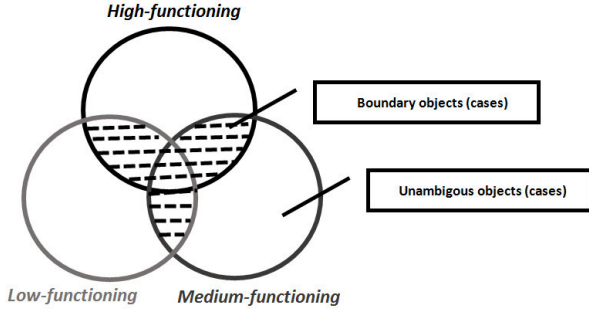 High-functioning
Boundary objects (cases)
Unambigous objects (cases)
Low-functioning
Medium-functioning